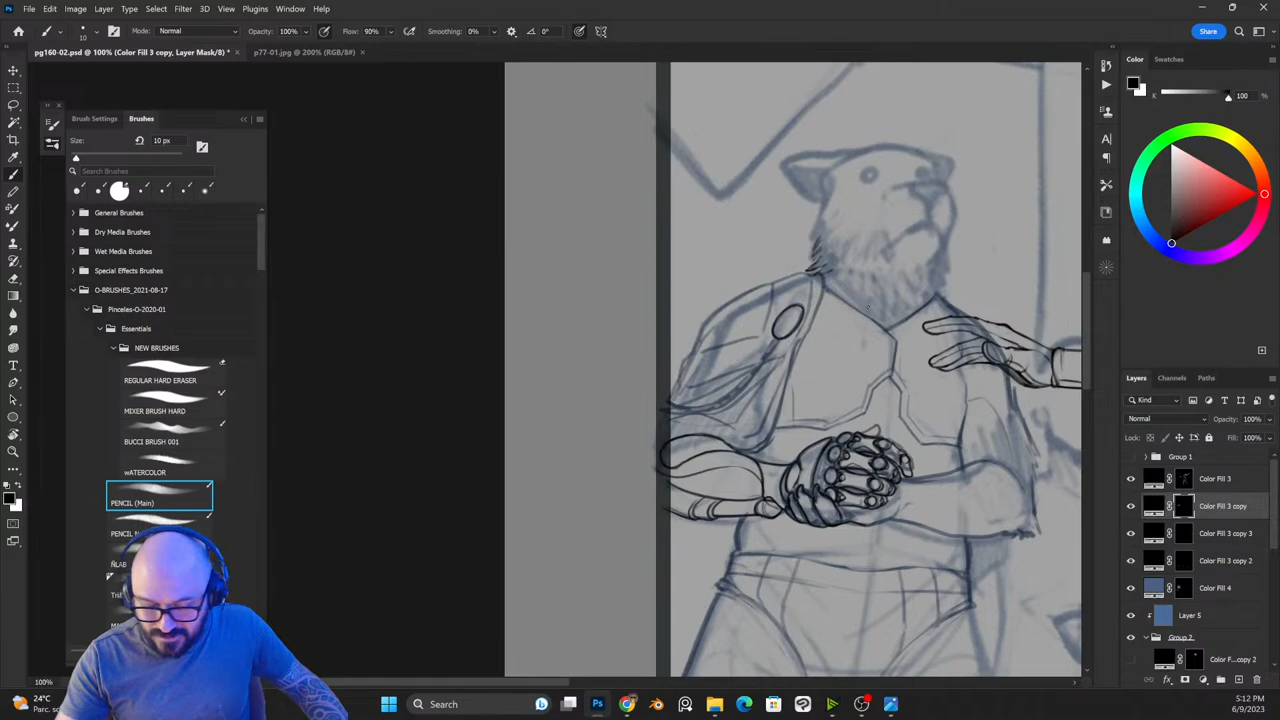 File Edit Image Layer Type Select Filter 3D View Plugins Window Help
10 Mode: Normal Opacity: 100% Flow: 90% Smoothing: 0% 0° Share
pg160-02.psd @ 100% (Color Fill 3 copy, Layer Mask/8) * × p77-01.jpg @ 200% (RGB/8#) ×
Brush Settings Brushes
Size: 10 px
Search Brushes
General Brushes
Dry Media Brushes
Wet Media Brushes
Special Effects Brushes
O-BRUSHES_2021-08-17
Pinceles-O-2020-01
Essentials
NEW BRUSHES
REGULAR HARD ERASER
MIXER BRUSH HARD
BUCCI BRUSH 001
wATERCOLOR
PENCIL (Main)
Color Swatches
K 100 %
Layers Channels Paths
Kind
Normal Opacity: 100%
Lock: Fill: 100%
Group 1
Color Fill 3
Color Fill 3 copy
Color Fill 3 copy 3
Color Fill 3 copy 2
Color Fill 4
Layer 5
Group 2
Color F...copy 2
100%
24°C
Parc. so
Search
5:12 PM
6/9/2023